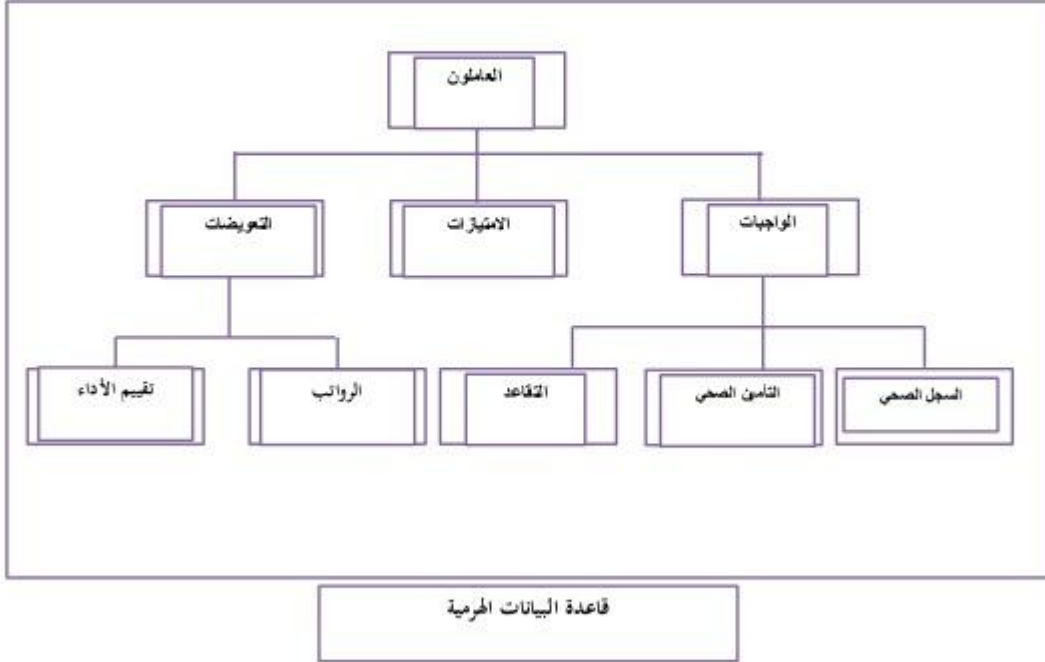 العاملون
الواجبات
الامتيازات
التعويضات
السجل الصحي
التأمين الصحي
التقاعد
الرواتب
تقييم الأداء
قاعدة البيانات الهرمية